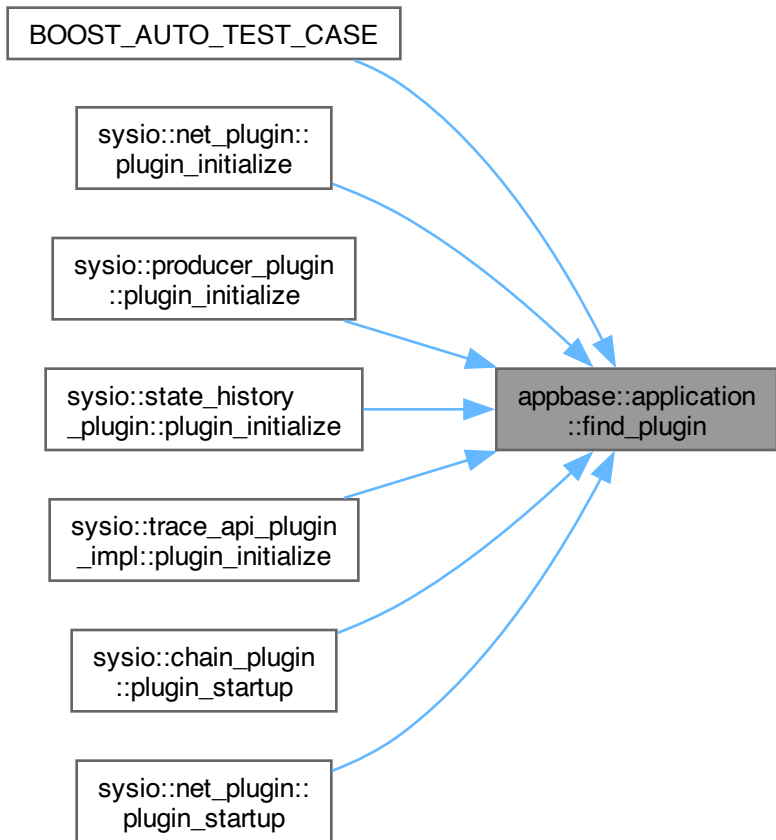 BOOST_AUTO_TEST_CASE
sysio::net_plugin::
plugin_initialize
sysio::producer_plugin
::plugin_initialize
sysio::state_history
_plugin::plugin_initialize
sysio::trace_api_plugin
_impl::plugin_initialize
sysio::chain_plugin
::plugin_startup
sysio::net_plugin::
plugin_startup
appbase::application
::find_plugin